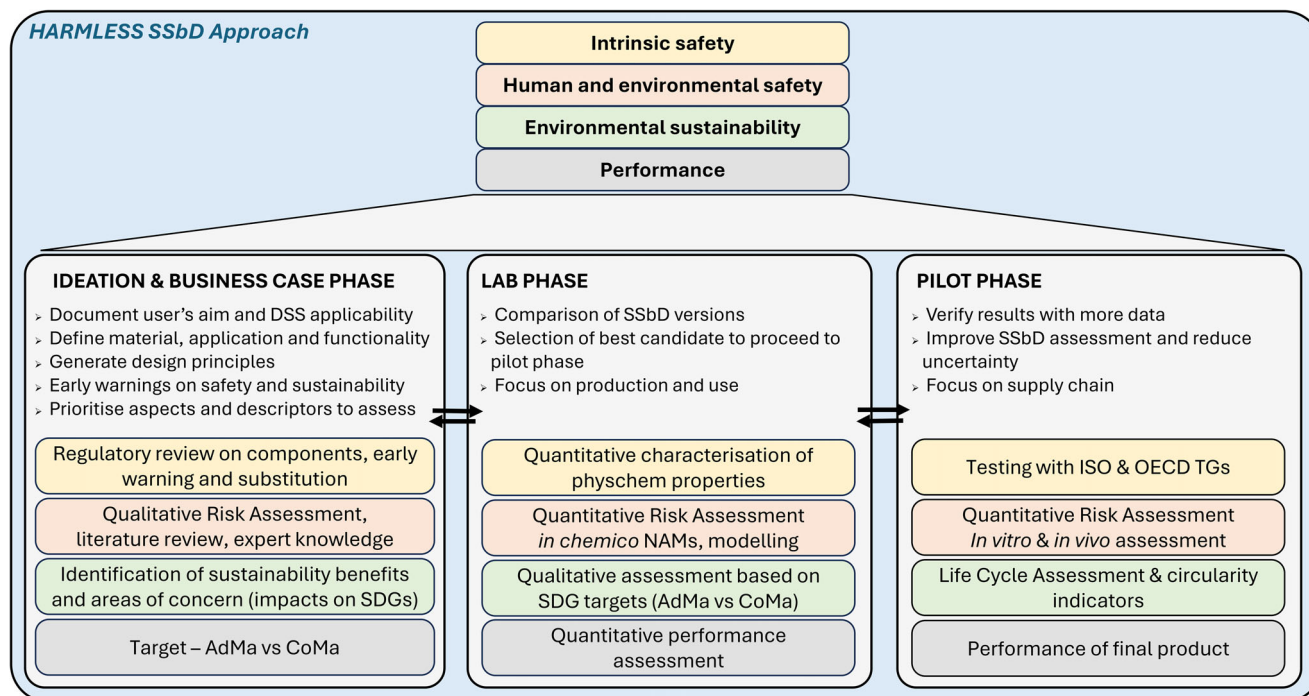 HARMLESS SSbD Approach
Intrinsic safety
Human and environmental safety
Environmental sustainability
Performance
IDEATION & BUSINESS CASE PHASE
➢ Document user's aim and DSS applicability
➢ Define material, application and functionality
➢ Generate design principles
➢ Early warnings on safety and sustainability
➢ Prioritise aspects and descriptors to assess
Regulatory review on components, early
warning and substitution
Qualitative Risk Assessment,
literature review, expert knowledge
Identification of sustainability benefits
and areas of concern (impacts on SDGs)
Target – AdMa vs CoMa
LAB PHASE
➢ Comparison of SSbD versions
➢ Selection of best candidate to proceed to
pilot phase
➢ Focus on production and use
Quantitative characterisation of
physchem properties
Quantitative Risk Assessment
in chemico NAMs, modelling
Qualitative assessment based on
SDG targets (AdMa vs CoMa)
Quantitative performance
assessment
PILOT PHASE
➢ Verify results with more data
➢ Improve SSbD assessment and reduce
uncertainty
➢ Focus on supply chain
Testing with ISO & OECD TGs
Quantitative Risk Assessment
In vitro & in vivo assessment
Life Cycle Assessment & circularity
indicators
Performance of final product